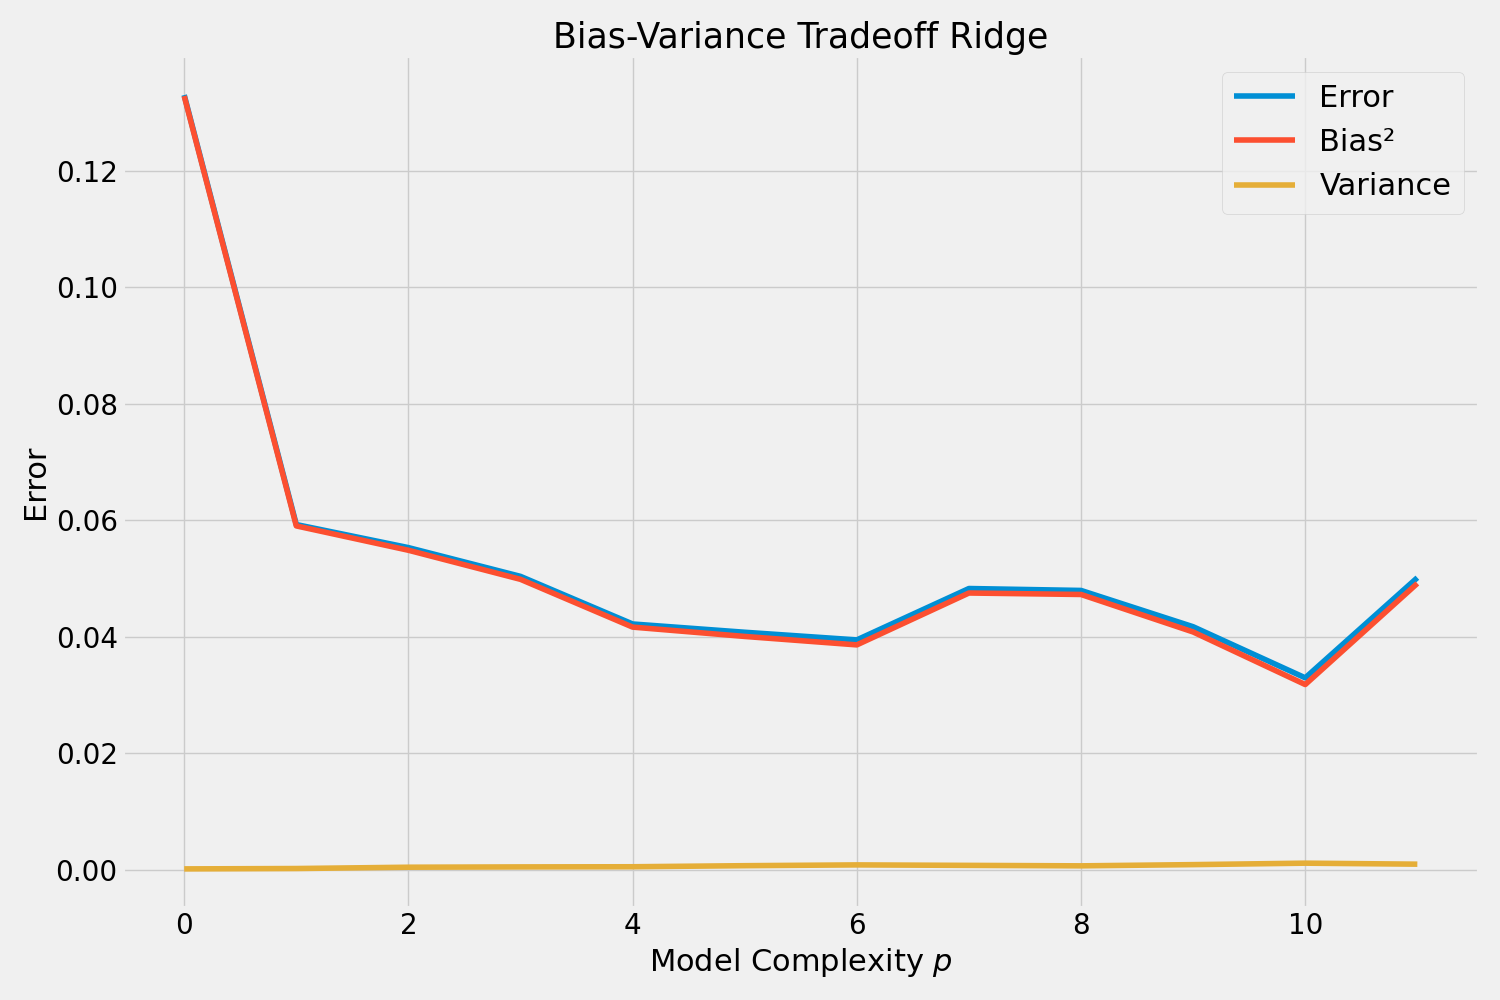 Bias-Variance Tradeoff Ridge
Error
Bias²
Variance
0.12
0.10
0.08
0.06
0.04
0.02
0.00
Error
0 2 4 6 8 10
Model Complexity p